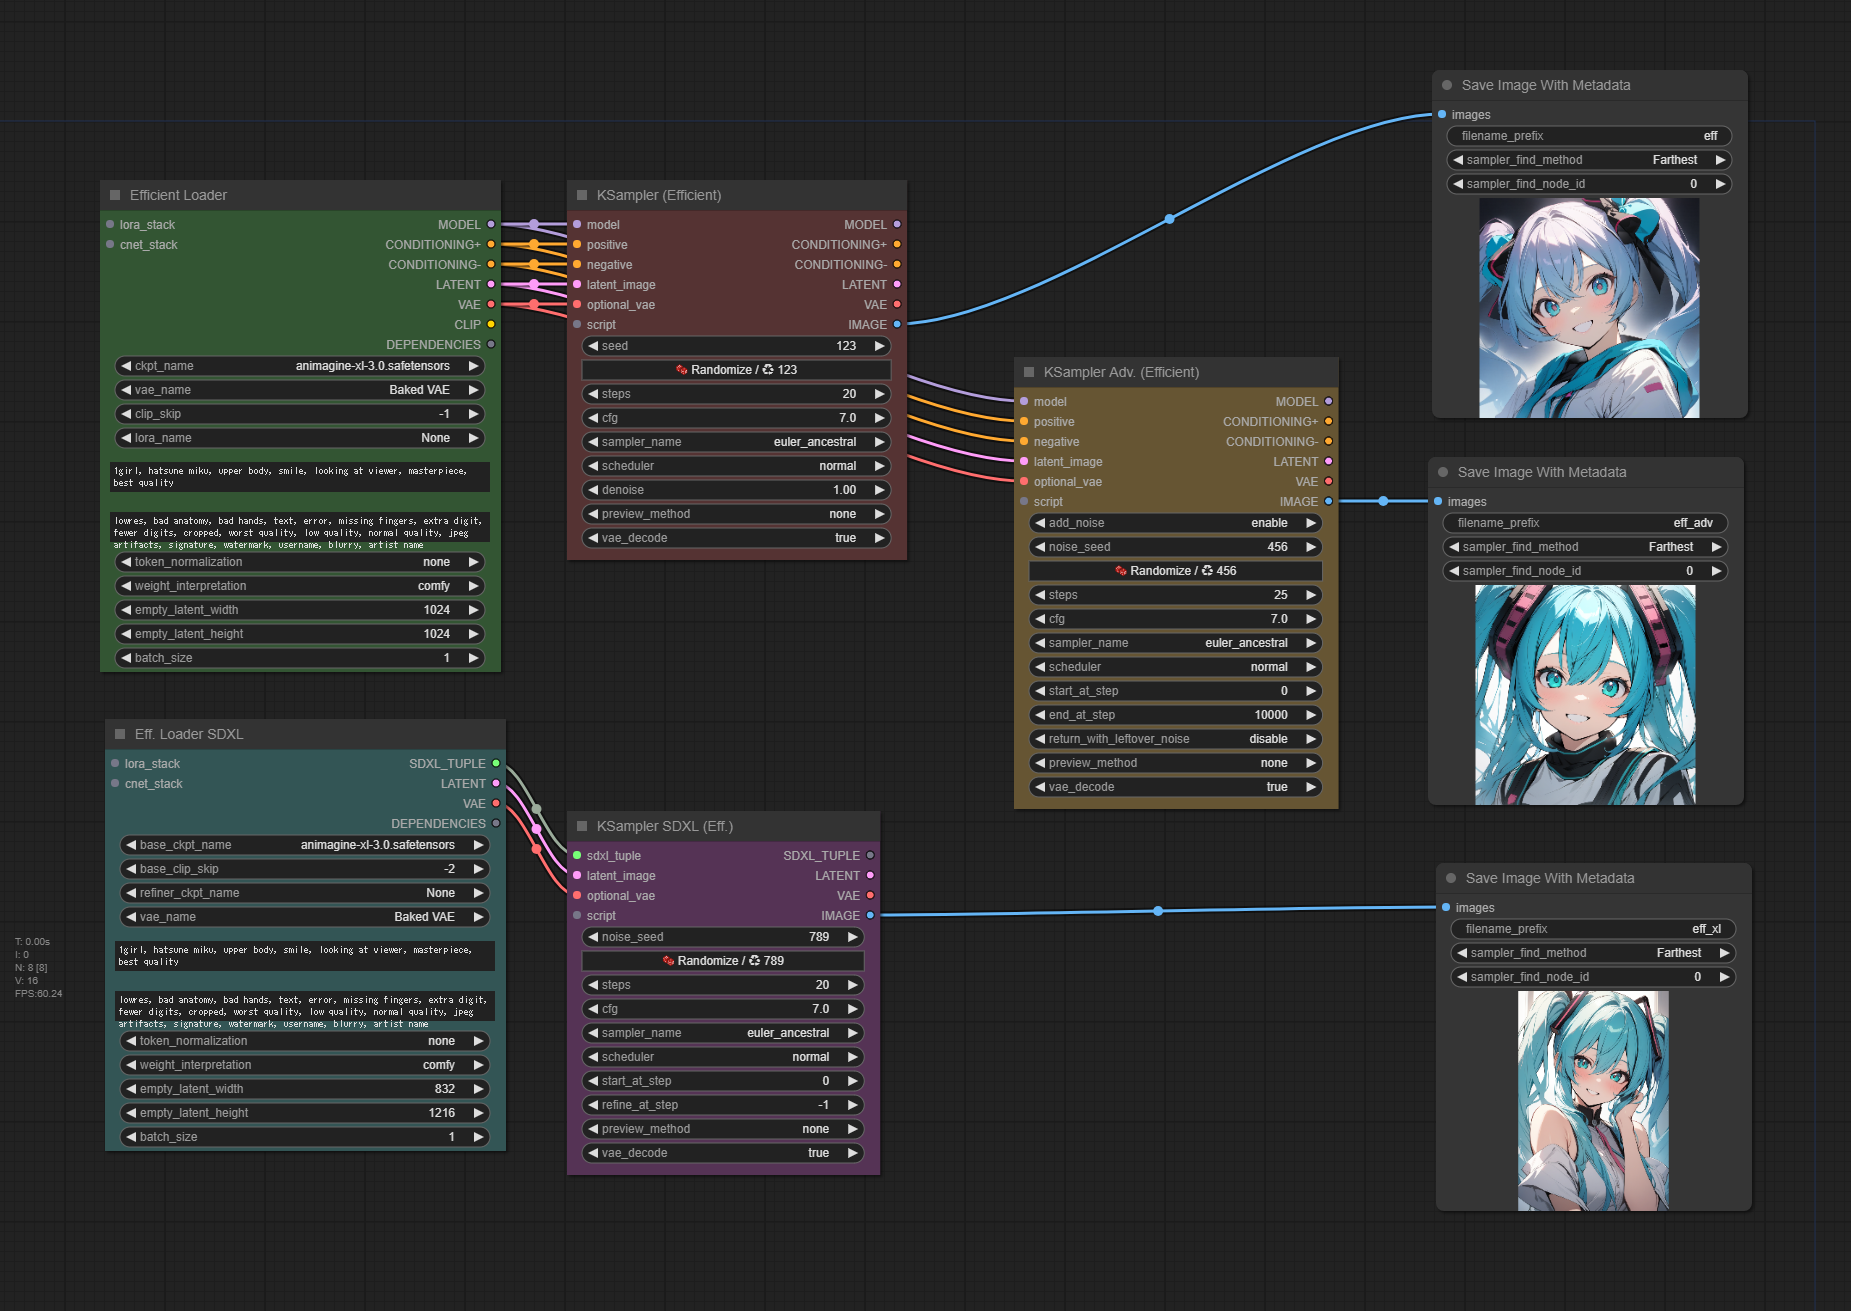 Efficient Loader
lora_stack MODEL
cnet_stack CONDITIONING+
CONDITIONING-
LATENT
VAE
CLIP
DEPENDENCIES
ckpt_name animagine-xl-3.0.safetensors
vae_name Baked VAE
clip_skip -1
lora_name None
1girl, hatsune miku, upper body, smile, looking at viewer, masterpiece,
best quality
lowres, bad anatomy, bad hands, text, error, missing fingers, extra digit,
fewer digits, cropped, worst quality, low quality, normal quality, jpeg
artifacts, signature, watermark, username, blurry, artist name
token_normalization none
weight_interpretation comfy
empty_latent_width 1024
empty_latent_height 1024
batch_size 1
KSampler (Efficient)
model MODEL
positive CONDITIONING+
negative CONDITIONING-
latent_image LATENT
optional_vae VAE
script IMAGE
seed 123
Randomize / ♻ 123
steps 20
cfg 7.0
sampler_name euler_ancestral
scheduler normal
denoise 1.00
preview_method none
vae_decode true
KSampler Adv. (Efficient)
model MODEL
positive CONDITIONING+
negative CONDITIONING-
latent_image LATENT
optional_vae VAE
script IMAGE
add_noise enable
noise_seed 456
Randomize / ♻ 456
steps 25
cfg 7.0
sampler_name euler_ancestral
scheduler normal
start_at_step 0
end_at_step 10000
return_with_leftover_noise disable
preview_method none
vae_decode true
Save Image With Metadata
images
filename_prefix eff
sampler_find_method Farthest
sampler_find_node_id 0
Save Image With Metadata
images
filename_prefix eff_adv
sampler_find_method Farthest
sampler_find_node_id 0
Eff. Loader SDXL
lora_stack SDXL_TUPLE
cnet_stack LATENT
VAE
DEPENDENCIES
base_ckpt_name animagine-xl-3.0.safetensors
base_clip_skip -2
refiner_ckpt_name None
vae_name Baked VAE
1girl, hatsune miku, upper body, smile, looking at viewer, masterpiece,
best quality
lowres, bad anatomy, bad hands, text, error, missing fingers, extra digit,
fewer digits, cropped, worst quality, low quality, normal quality, jpeg
artifacts, signature, watermark, username, blurry, artist name
token_normalization none
weight_interpretation comfy
empty_latent_width 832
empty_latent_height 1216
batch_size 1
KSampler SDXL (Eff.)
sdxl_tuple SDXL_TUPLE
latent_image LATENT
optional_vae VAE
script IMAGE
noise_seed 789
Randomize / ♻ 789
steps 20
cfg 7.0
sampler_name euler_ancestral
scheduler normal
start_at_step 0
refine_at_step -1
preview_method none
vae_decode true
Save Image With Metadata
images
filename_prefix eff_xl
sampler_find_method Farthest
sampler_find_node_id 0
T: 0.00s
I: 0
N: 8 [8]
V: 16
FPS:60.24